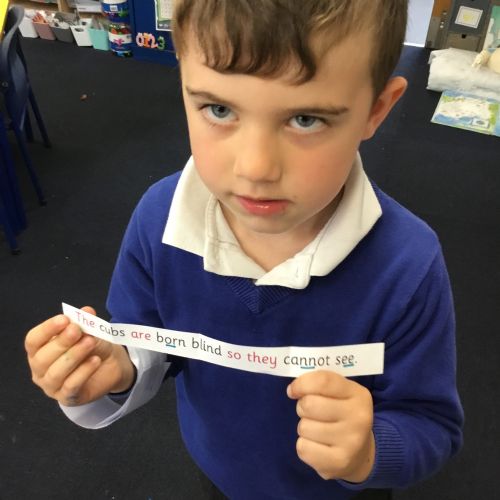 The cubs are born blind so they cannot see.